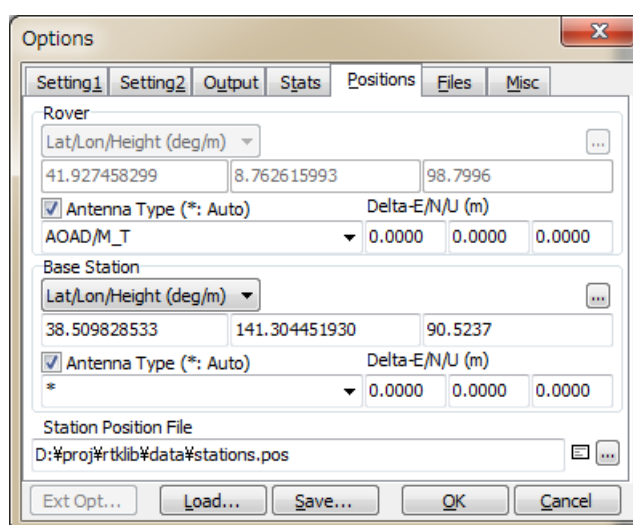 Options
Setting1 Setting2 Output Stats Positions Files Misc
Rover
Lat/Lon/Height (deg/m) ...
41.927458299 8.762615993 98.7996
Antenna Type (*: Auto) Delta-E/N/U (m)
AOAD/M_T 0.0000 0.0000 0.0000
Base Station
Lat/Lon/Height (deg/m) ...
38.509828533 141.304451930 90.5237
Antenna Type (*: Auto) Delta-E/N/U (m)
* 0.0000 0.0000 0.0000
Station Position File
D:¥proj¥rtklib¥data¥stations.pos ...
Ext Opt... Load... Save... OK Cancel